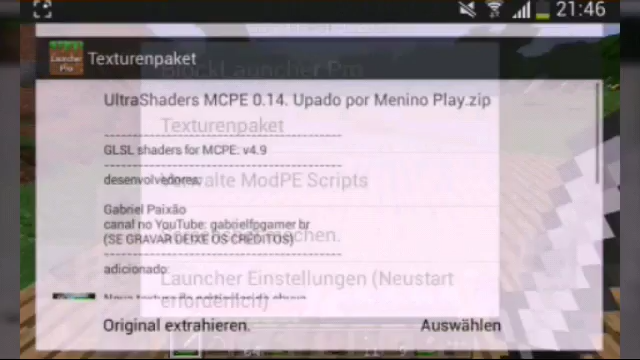 21:46
Texturenpaket
BlockLauncher Pro
UltraShaders MCPE 0.14. Upado por Menino Play.zip
Texturenpaket
----------------------------------------
GLSL shaders for MCPE: v4.9
----------------------------------------
desenvolvedores:
Verwalte ModPE Scripts
Gabriel Paixão
canal no YouTube: gabrielfpgamer br
(SE GRAVAR DEIXE OS CRÉDITOS)
----------------------------------------
adicionado:
Launcher Einstellungen (Neustart
erforderlich)
Original extrahieren.
Auswählen